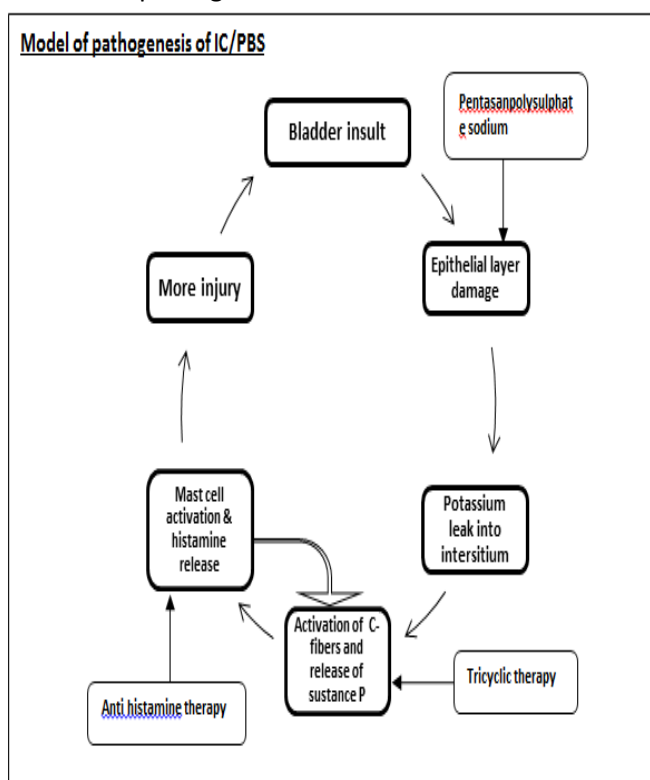 Model of pathogenesis of IC/PBS
Bladder insult
Pentasanpolysulphat
e sodium
Epithelial layer
damage
More injury
Potassium
leak into
intersitium
Mast cell
activation &
histamine
release
Activation of C-
fibers and
release of
sustance P
Tricyclic therapy
Anti histamine therapy